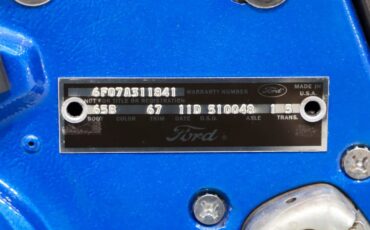 6F07A311841 WARRANTY NUMBER Ford MADE IN U.S.A.
NOT FOR TITLE OR REGISTRATION
65B 67 11D 510048 1 5
BODY COLOR TRIM DATE D.S.O. AXLE TRANS.
Ford